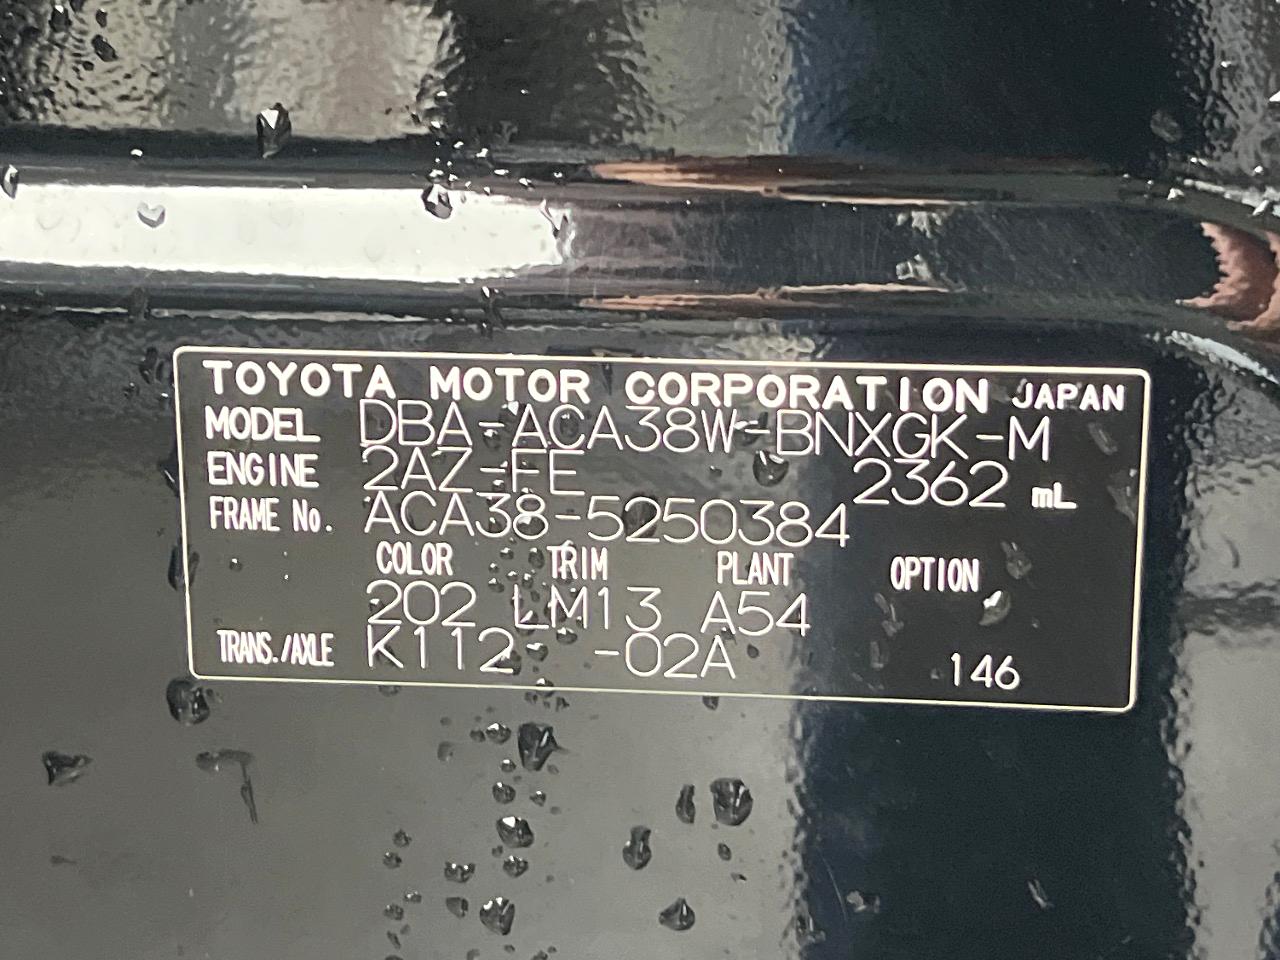 TOYOTA MOTOR CORPORATION JAPAN
MODEL DBA-ACA38W-BNXGK-M
ENGINE 2AZ-FE 2362 mL
FRAME No. ACA38-5250384
COLOR TRIM PLANT OPTION
202 LM13 A54
TRANS./AXLE K112 -02A 146